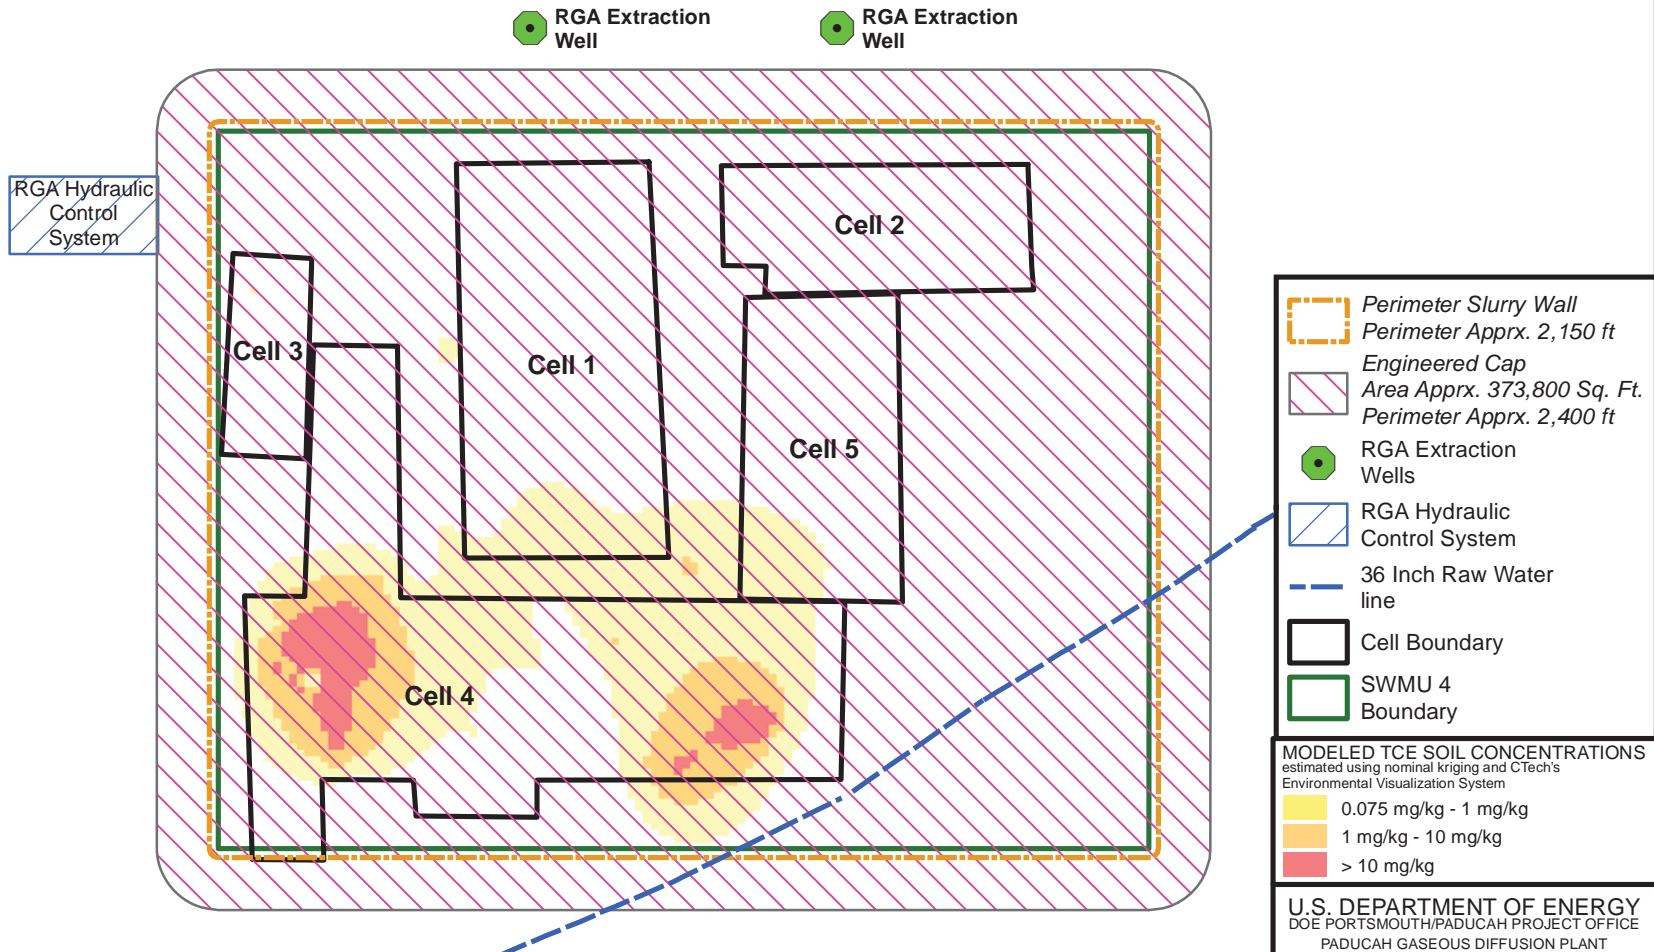 RGA Extraction
Well
RGA Extraction
Well
RGA Hydraulic
Control
System
Cell 1
Cell 2
Cell 3
Cell 4
Cell 5
Perimeter Slurry Wall
Perimeter Apprx. 2,150 ft
Engineered Cap
Area Apprx. 373,800 Sq. Ft.
Perimeter Apprx. 2,400 ft
RGA Extraction
Wells
RGA Hydraulic
Control System
36 Inch Raw Water
line
Cell Boundary
SWMU 4
Boundary
MODELED TCE SOIL CONCENTRATIONS
estimated using nominal kriging and CTech's
Environmental Visualization System
0.075 mg/kg - 1 mg/kg
1 mg/kg - 10 mg/kg
> 10 mg/kg
U.S. DEPARTMENT OF ENERGY
DOE PORTSMOUTH/PADUCAH PROJECT OFFICE
PADUCAH GASEOUS DIFFUSION PLANT